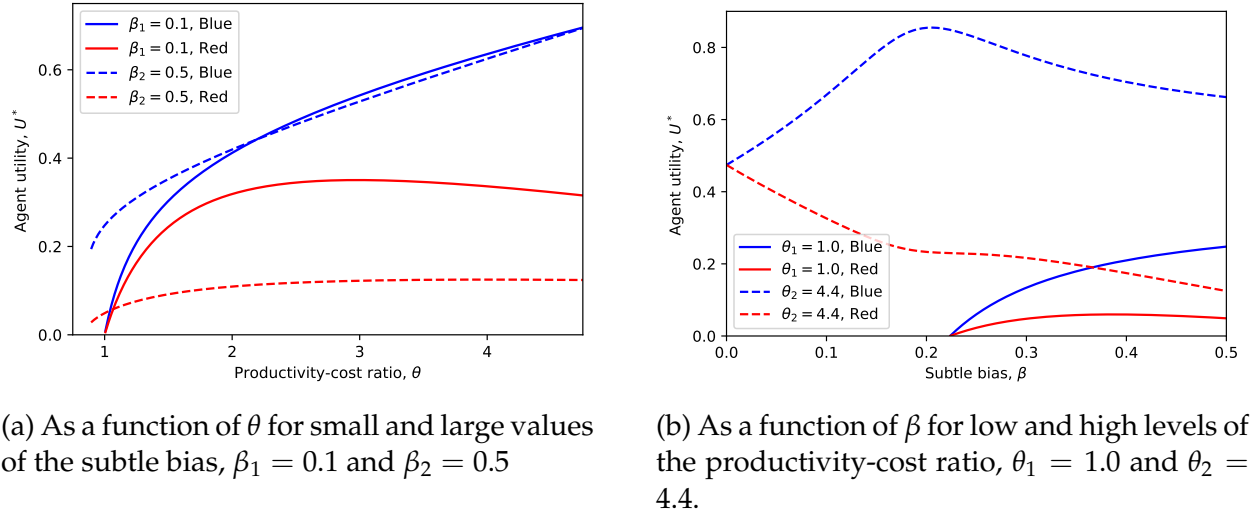 β₁ = 0.1, Blue
β₁ = 0.1, Red
β₂ = 0.5, Blue
β₂ = 0.5, Red
Agent utility, U*
0.6
0.4
0.2
0.0
1 2 3 4
Productivity-cost ratio, θ
Agent utility, U*
0.8
0.6
0.4
0.2
0.0
θ₁ = 1.0, Blue
θ₁ = 1.0, Red
θ₂ = 4.4, Blue
θ₂ = 4.4, Red
0.0 0.1 0.2 0.3 0.4 0.5
Subtle bias, β
(a) As a function of θ for small and large values
of the subtle bias, β₁ = 0.1 and β₂ = 0.5
(b) As a function of β for low and high levels of
the productivity-cost ratio, θ₁ = 1.0 and θ₂ =
4.4.